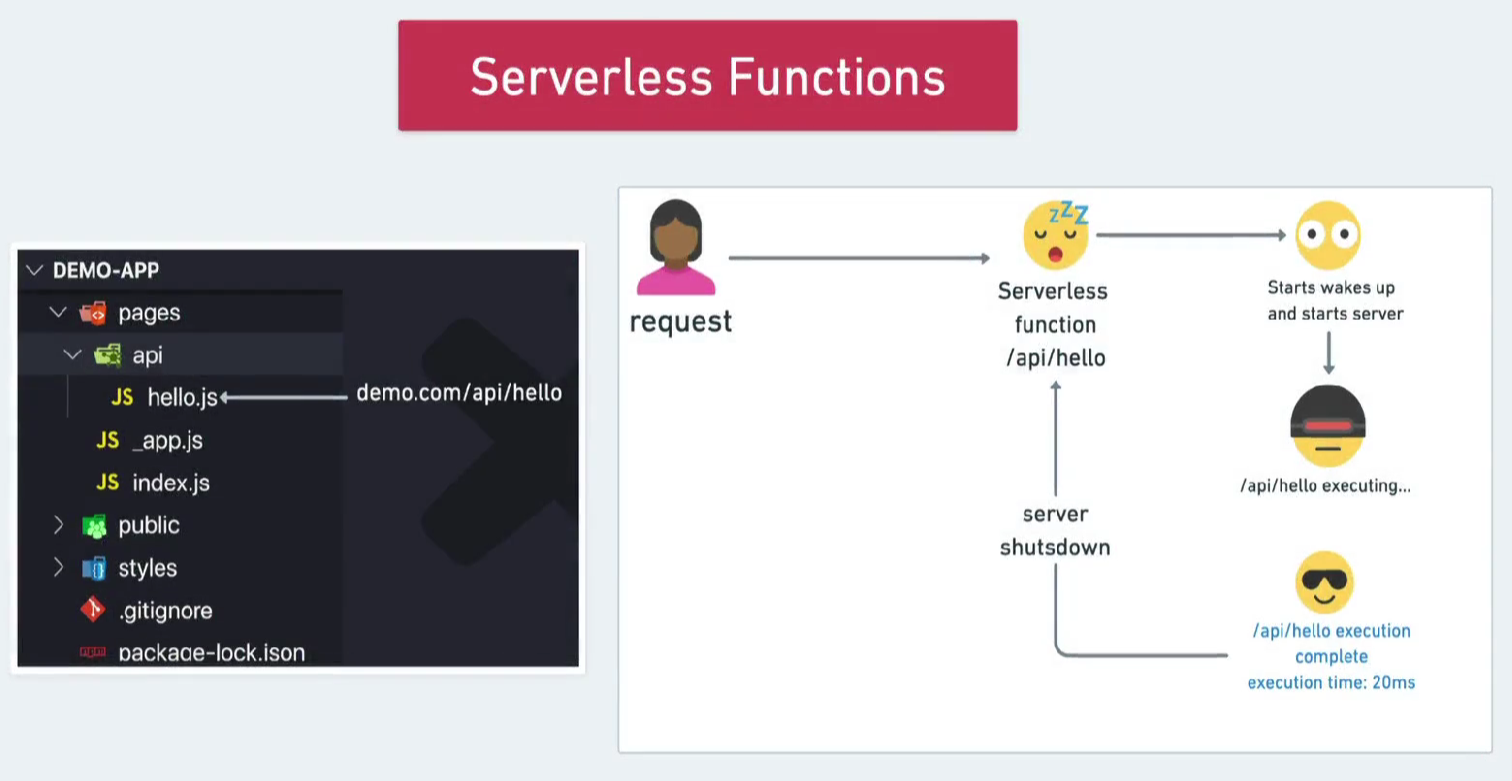 Serverless Functions
DEMO-APP
pages
api
JS hello.js
demo.com/api/hello
JS _app.js
JS index.js
public
styles
.gitignore
package-lock.json
request
zzZ
Serverless
function
/api/hello
Starts wakes up
and starts server
/api/hello executing...
server
shutsdown
/api/hello execution
complete
execution time: 20ms